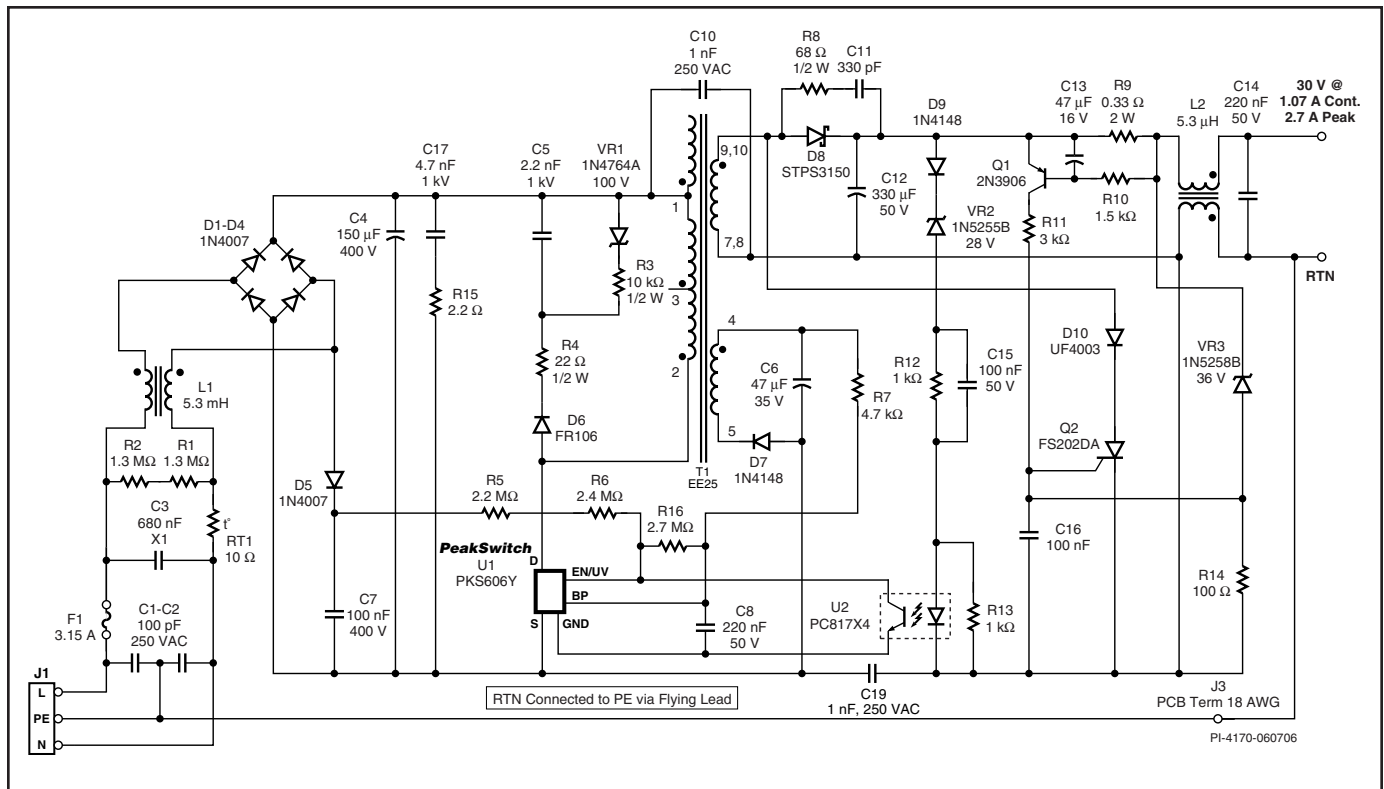 C10
1 nF
250 VAC
R8
68 Ω
1/2 W
C11
330 pF
D9
1N4148
C13
47 μF
16 V
R9
0.33 Ω
2 W
L2
5.3 μH
C14
220 nF
50 V
30 V @
1.07 A Cont.
2.7 A Peak
C17
4.7 nF
1 kV
C5
2.2 nF
1 kV
VR1
1N4764A
100 V
9,10
D8
STPS3150
C12
330 μF
50 V
Q1
2N3906
R10
1.5 kΩ
D1-D4
1N4007
C4
150 μF
400 V
1
VR2
1N5255B
28 V
R11
3 kΩ
7,8
RTN
R3
10 kΩ
1/2 W
3
R15
2.2 Ω
4
D10
UF4003
VR3
1N5258B
36 V
R4
22 Ω
1/2 W
2
C6
47 μF
35 V
R7
4.7 kΩ
R12
1 kΩ
C15
100 nF
50 V
L1
5.3 mH
D6
FR106
5
D7
1N4148
Q2
FS202DA
R2
1.3 MΩ
R1
1.3 MΩ
T1
EE25
D5
1N4007
R5
2.2 MΩ
R6
2.4 MΩ
R16
2.7 MΩ
C3
680 nF
X1
t°
RT1
10 Ω
C16
100 nF
PeakSwitch
U1
PKS606Y
D
EN/UV
BP
S
GND
R14
100 Ω
F1
3.15 A
C1-C2
100 pF
250 VAC
C7
100 nF
400 V
C8
220 nF
50 V
U2
PC817X4
R13
1 kΩ
J1
L
PE
N
RTN Connected to PE via Flying Lead
C19
1 nF, 250 VAC
J3
PCB Term 18 AWG
PI-4170-060706